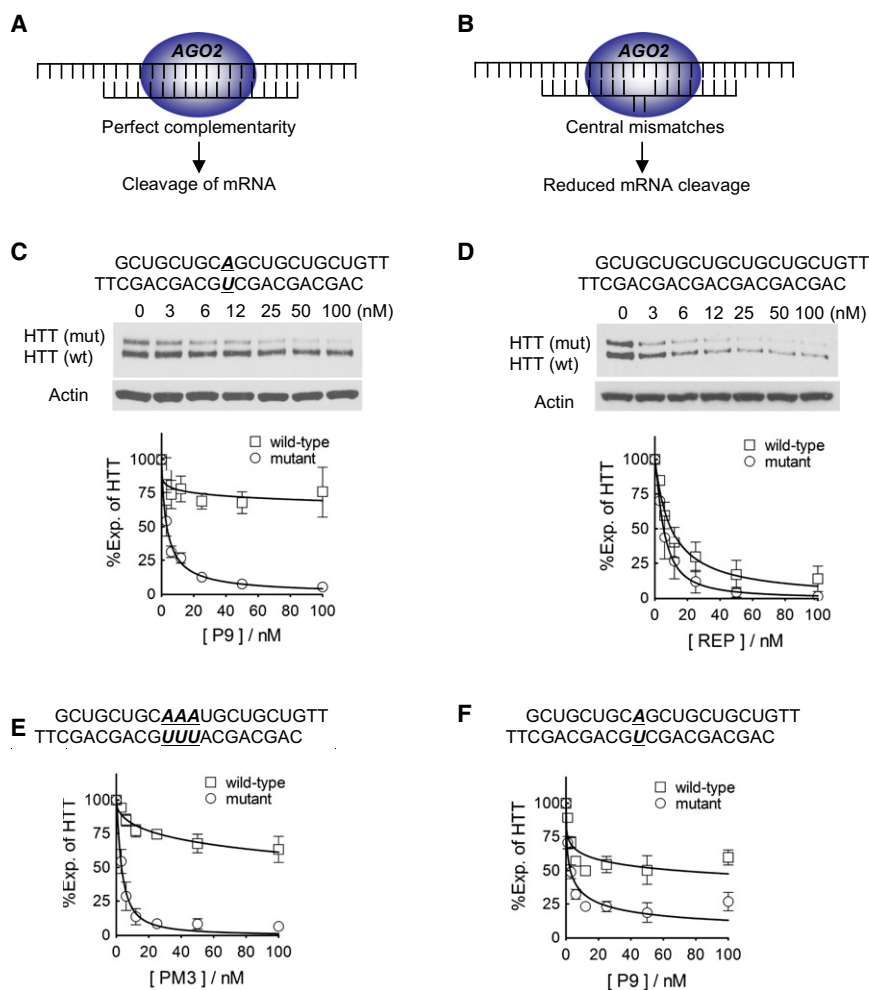 A
AGO2
Perfect complementarity
Cleavage of mRNA
B
AGO2
Central mismatches
Reduced mRNA cleavage
C
GCUGCUGCAGCUGCUGCUGTT
TTCGACGACGUCGACGACGAC
0 3 6 12 25 50 100 (nM)
HTT (mut)
HTT (wt)
Actin
wild-type
mutant
%Exp. of HTT
100
75
50
25
0
0 20 40 60 80 100
[ P9 ] / nM
D
GCUGCUGCUGCUGCUGCUGTT
TTCGACGACGACGACGACGAC
0 3 6 12 25 50 100 (nM)
HTT (mut)
HTT (wt)
Actin
wild-type
mutant
%Exp. of HTT
100
75
50
25
0
0 20 40 60 80 100
[ REP ] / nM
E
GCUGCUGCAAAUGCUGCUGTT
TTCGACGACGUUUACGACGAC
wild-type
mutant
%Exp. of HTT
100
75
50
25
0
0 20 40 60 80 100
[ PM3 ] / nM
F
GCUGCUGCAGCUGCUGCUGTT
TTCGACGACGUCGACGACGAC
wild-type
mutant
%Exp. of HTT
100
75
50
25
0
0 20 40 60 80 100
[ P9 ] / nM